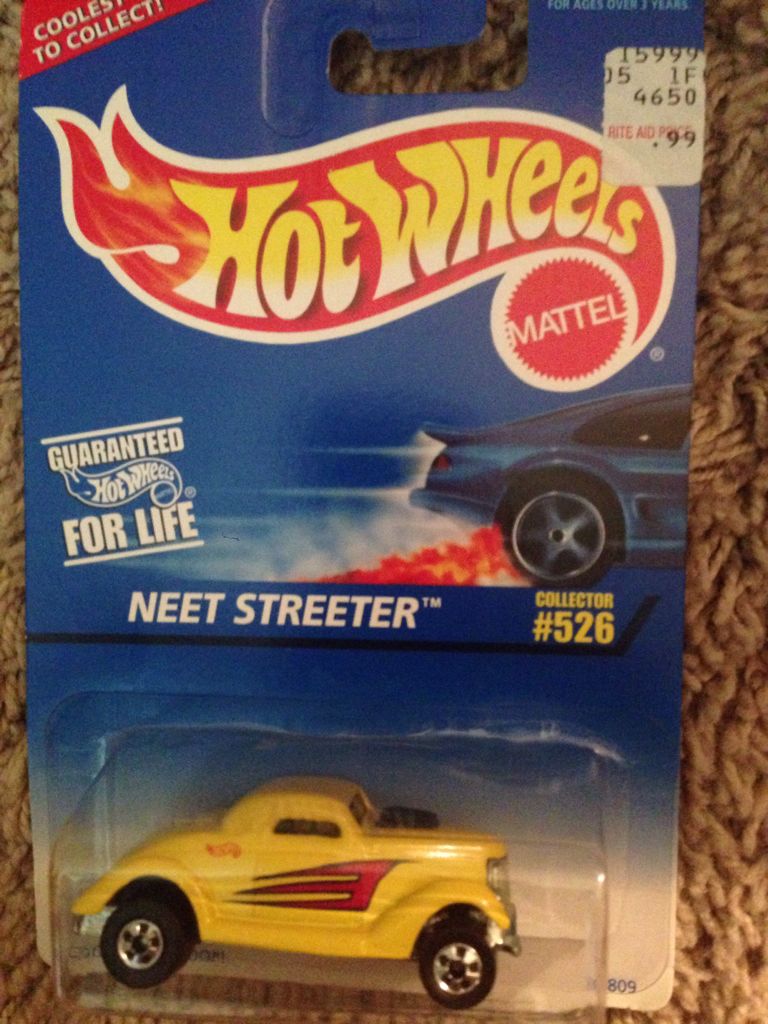 COOLEST
TO COLLECT!
FOR AGES OVER 3 YEARS.
15999
05 1F
4650
RITE AID PRICE
.99
HOT WHEELS
MATTEL
®
GUARANTEED
HOT WHEELS ®
FOR LIFE
NEET STREETER™
COLLECTOR
#526
809